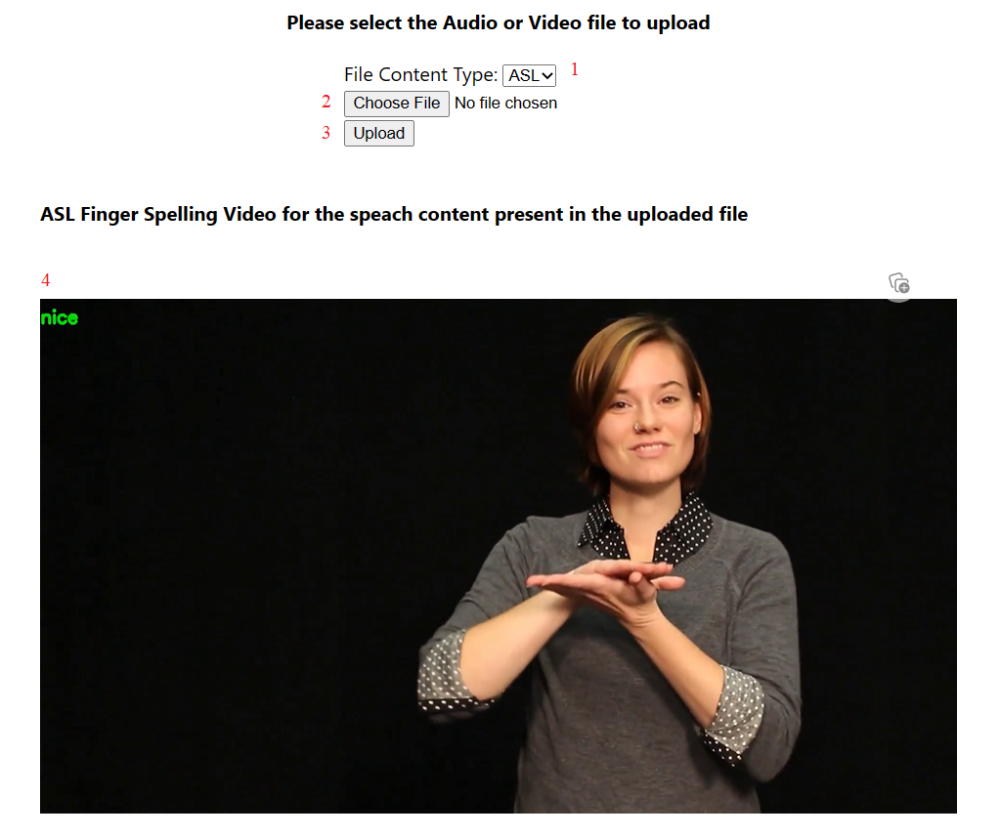 Please select the Audio or Video file to upload
File Content Type: ASL 1
2 Choose File No file chosen
3 Upload
ASL Finger Spelling Video for the speach content present in the uploaded file
4
nice